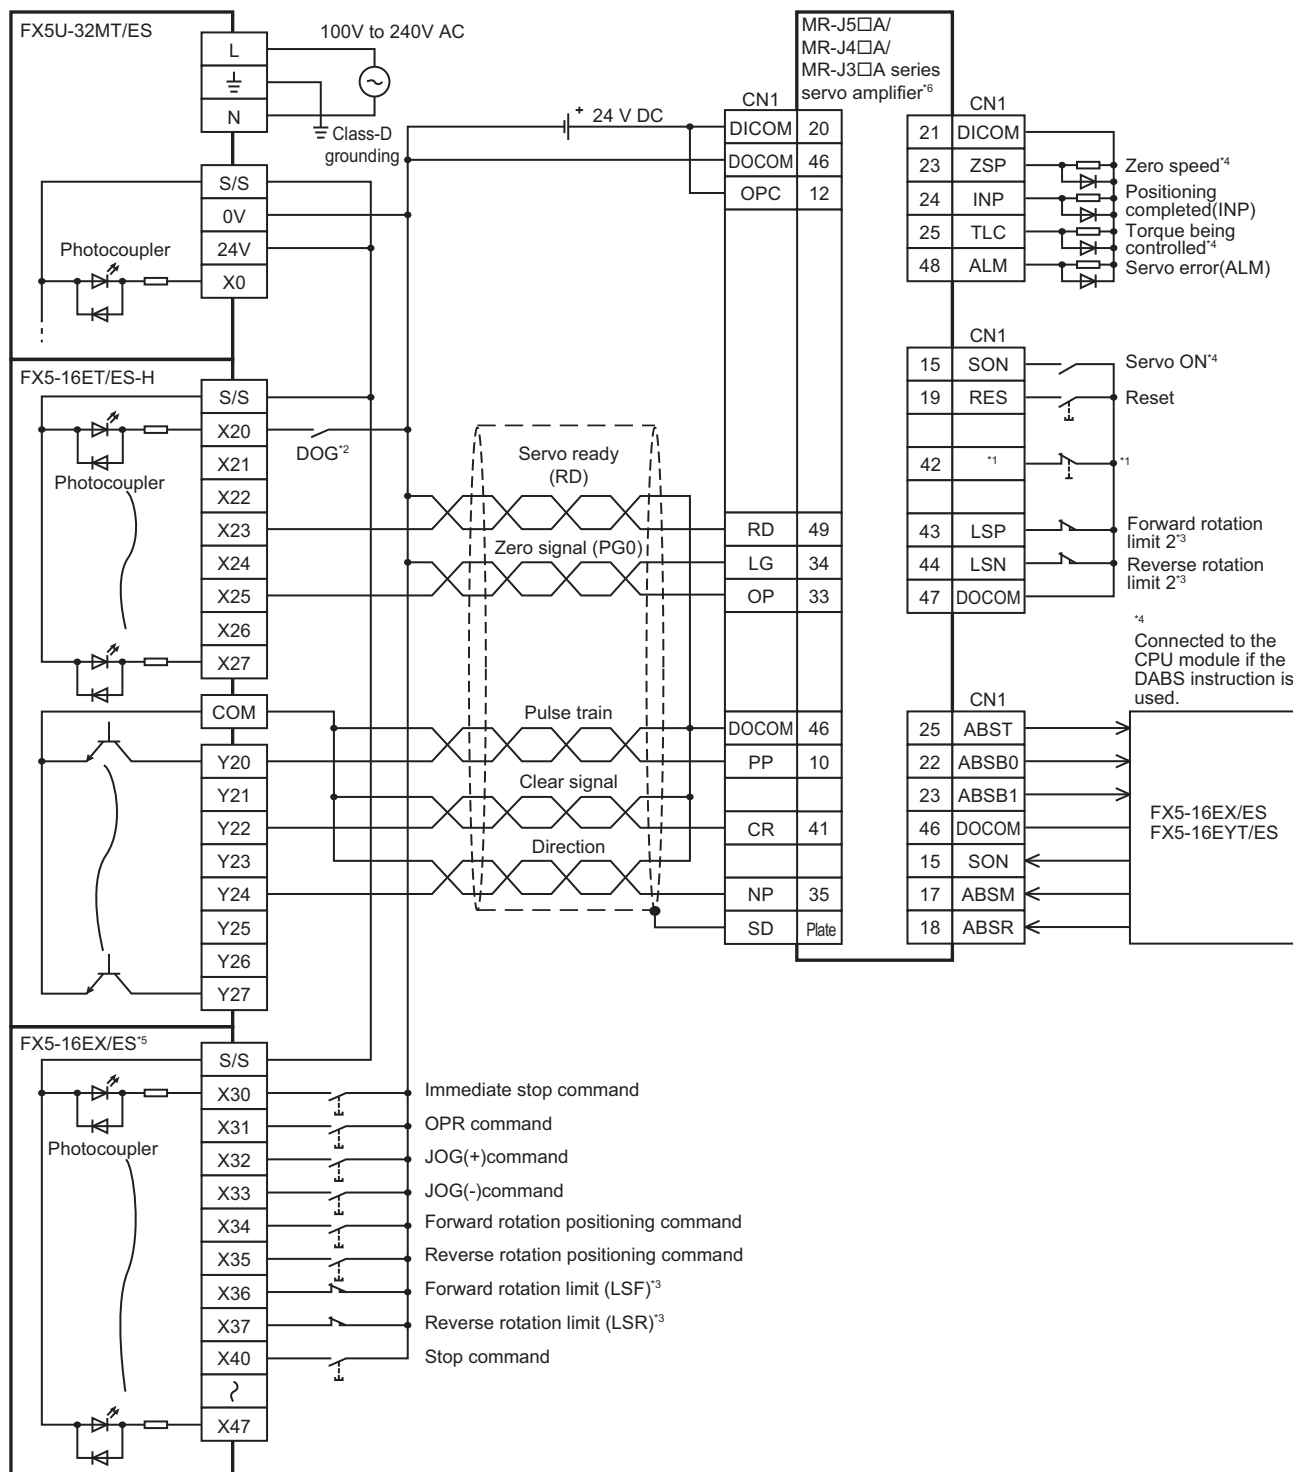 FX5U-32MT/ES
L
N
100V to 240V AC
Class-D
grounding
S/S
0V
24V
X0
Photocoupler
+ 24 V DC
FX5-16ET/ES-H
S/S
X20
X21
X22
X23
X24
X25
X26
X27
Photocoupler
DOG*2
COM
Y20
Y21
Y22
Y23
Y24
Y25
Y26
Y27
Servo ready
(RD)
Zero signal (PG0)
Pulse train
Clear signal
Direction
FX5-16EX/ES*5
S/S
X30
X31
X32
X33
X34
X35
X36
X37
X40
X47
Photocoupler
Immediate stop command
OPR command
JOG(+)command
JOG(-)command
Forward rotation positioning command
Reverse rotation positioning command
Forward rotation limit (LSF)*3
Reverse rotation limit (LSR)*3
Stop command
MR-J5□A/
MR-J4□A/
MR-J3□A series
servo amplifier*6
CN1
DICOM 20
DOCOM 46
OPC 12
RD 49
LG 34
OP 33
DOCOM 46
PP 10
CR 41
NP 35
SD Plate
CN1
21 DICOM
23 ZSP
24 INP
25 TLC
48 ALM
Zero speed*4
Positioning
completed(INP)
Torque being
controlled*4
Servo error(ALM)
CN1
15 SON
19 RES
42 *1
43 LSP
44 LSN
47 DOCOM
Servo ON*4
Reset
*1
Forward rotation
limit 2*3
Reverse rotation
limit 2*3
*4
Connected to the
CPU module if the
DABS instruction is
used.
CN1
25 ABST
22 ABSB0
23 ABSB1
46 DOCOM
15 SON
17 ABSM
18 ABSR
FX5-16EX/ES
FX5-16EYT/ES